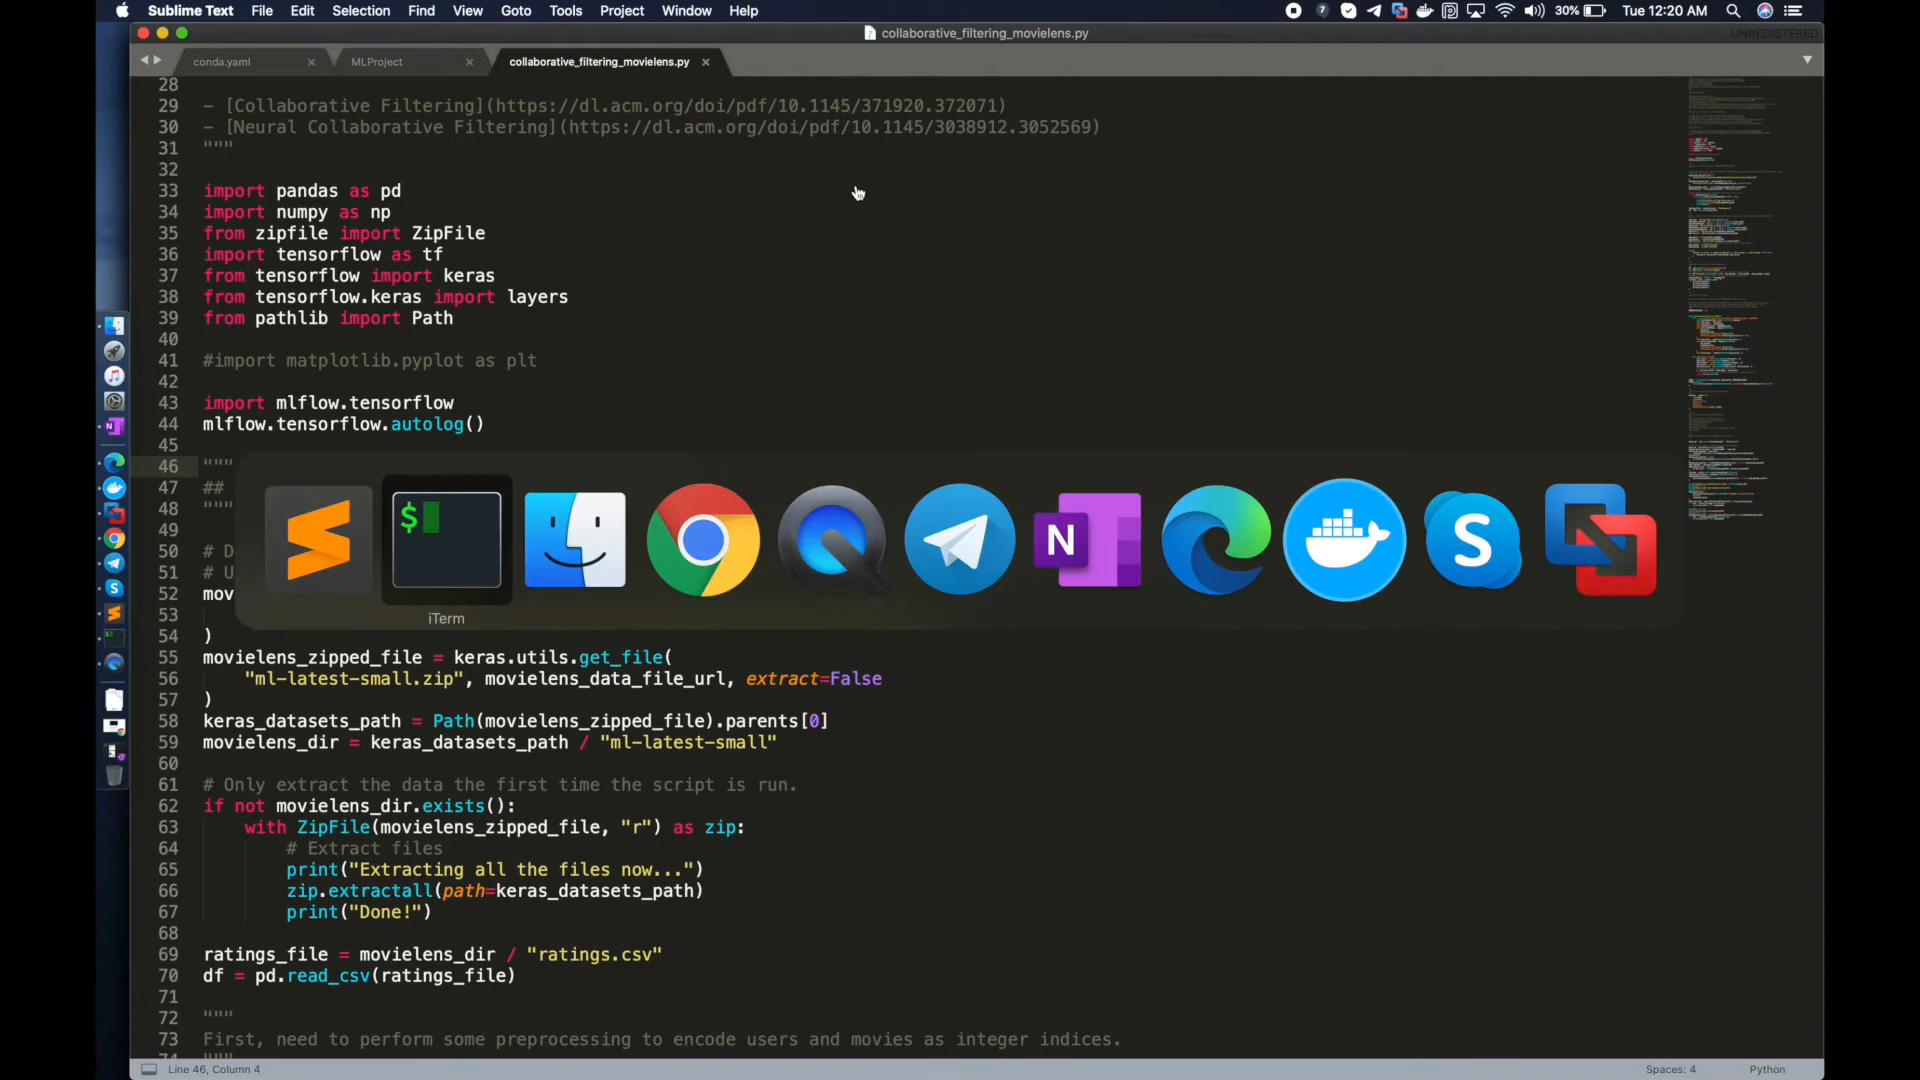 Sublime Text File Edit Selection Find View Goto Tools Project Window Help 7 30% Tue 12:20 AM
collaborative_filtering_movielens.py UNREGISTERED
conda.yaml MLProject collaborative_filtering_movielens.py
28
29 - [Collaborative Filtering](https://dl.acm.org/doi/pdf/10.1145/371920.372071)
30 - [Neural Collaborative Filtering](https://dl.acm.org/doi/pdf/10.1145/3038912.3052569)
31 """
32
33 import pandas as pd
34 import numpy as np
35 from zipfile import ZipFile
36 import tensorflow as tf
37 from tensorflow import keras
38 from tensorflow.keras import layers
39 from pathlib import Path
40
41 #import matplotlib.pyplot as plt
42
43 import mlflow.tensorflow
44 mlflow.tensorflow.autolog()
45
46 """
47 ##
48 """
49
50 # D
51 # U
52 mov
53
$ N S
iTerm
54 )
55 movielens_zipped_file = keras.utils.get_file(
56 "ml-latest-small.zip", movielens_data_file_url, extract=False
57 )
58 keras_datasets_path = Path(movielens_zipped_file).parents[0]
59 movielens_dir = keras_datasets_path / "ml-latest-small"
60
61 # Only extract the data the first time the script is run.
62 if not movielens_dir.exists():
63 with ZipFile(movielens_zipped_file, "r") as zip:
64 # Extract files
65 print("Extracting all the files now...")
66 zip.extractall(path=keras_datasets_path)
67 print("Done!")
68
69 ratings_file = movielens_dir / "ratings.csv"
70 df = pd.read_csv(ratings_file)
71
72 """
73 First, need to perform some preprocessing to encode users and movies as integer indices.
74 """
Line 46, Column 4 Spaces: 4 Python